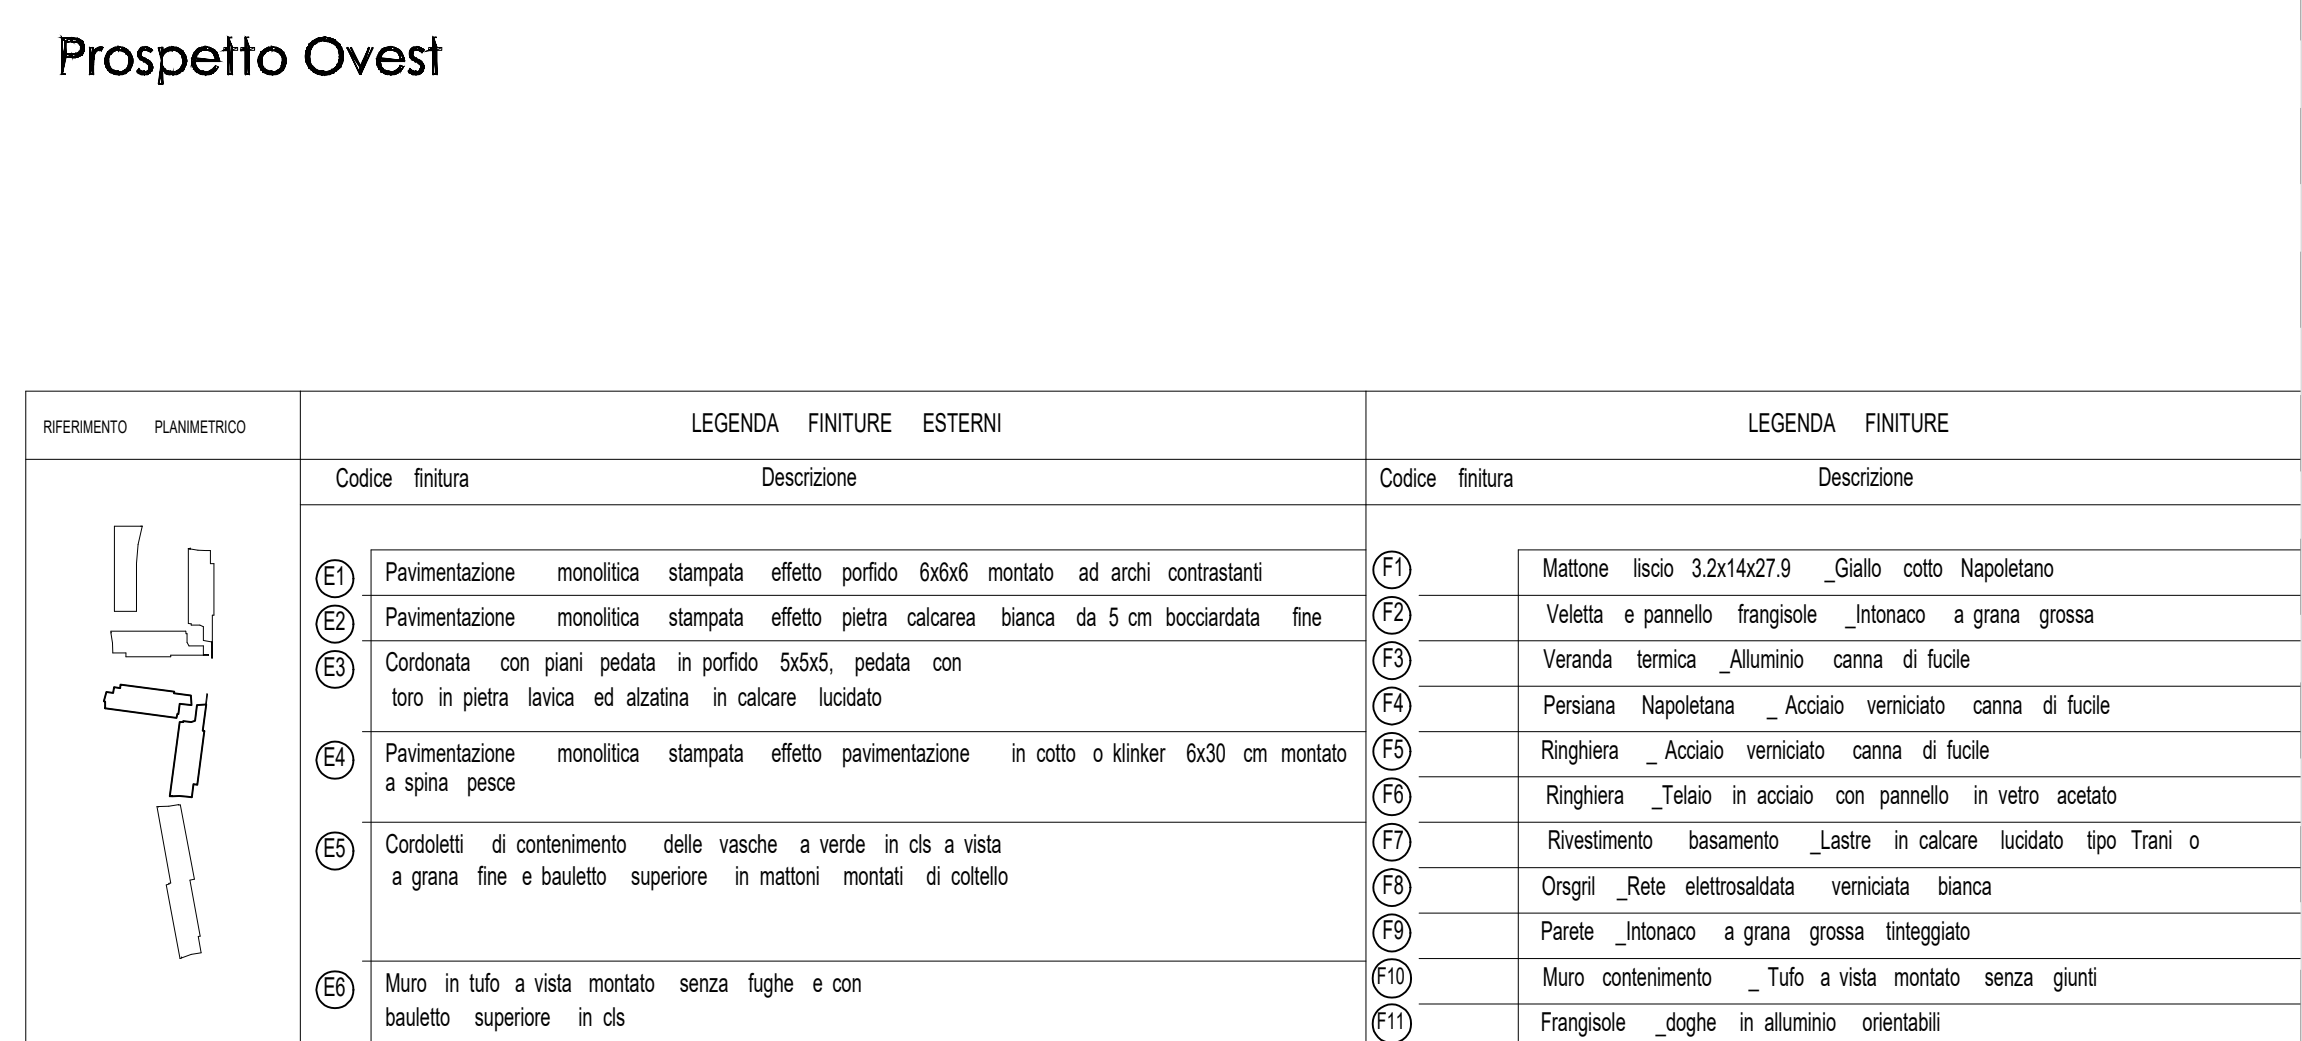 Prospetto Ovest
RIFERIMENTO PLANIMETRICO
LEGENDA FINITURE ESTERNI
Codice finitura Descrizione
E1 Pavimentazione monolitica stampata effetto porfido 6x6x6 montato ad archi contrastanti
E2 Pavimentazione monolitica stampata effetto pietra calcarea bianca da 5 cm bocciardata fine
E3 Cordonata con piani pedata in porfido 5x5x5, pedata con
toro in pietra lavica ed alzatina in calcare lucidato
E4 Pavimentazione monolitica stampata effetto pavimentazione in cotto o klinker 6x30 cm montato
a spina pesce
E5 Cordoletti di contenimento delle vasche a verde in cls a vista
a grana fine e bauletto superiore in mattoni montati di coltello
E6 Muro in tufo a vista montato senza fughe e con
bauletto superiore in cls
LEGENDA FINITURE
Codice finitura Descrizione
F1 Mattone liscio 3.2x14x27.9 _Giallo cotto Napoletano
F2 Veletta e pannello frangisole _Intonaco a grana grossa
F3 Veranda termica _Alluminio canna di fucile
F4 Persiana Napoletana _ Acciaio verniciato canna di fucile
F5 Ringhiera _ Acciaio verniciato canna di fucile
F6 Ringhiera _Telaio in acciaio con pannello in vetro acetato
F7 Rivestimento basamento _Lastre in calcare lucidato tipo Trani o
F8 Orsgril _Rete elettrosaldata verniciata bianca
F9 Parete _Intonaco a grana grossa tinteggiato
F10 Muro contenimento _ Tufo a vista montato senza giunti
F11 Frangisole _doghe in alluminio orientabili